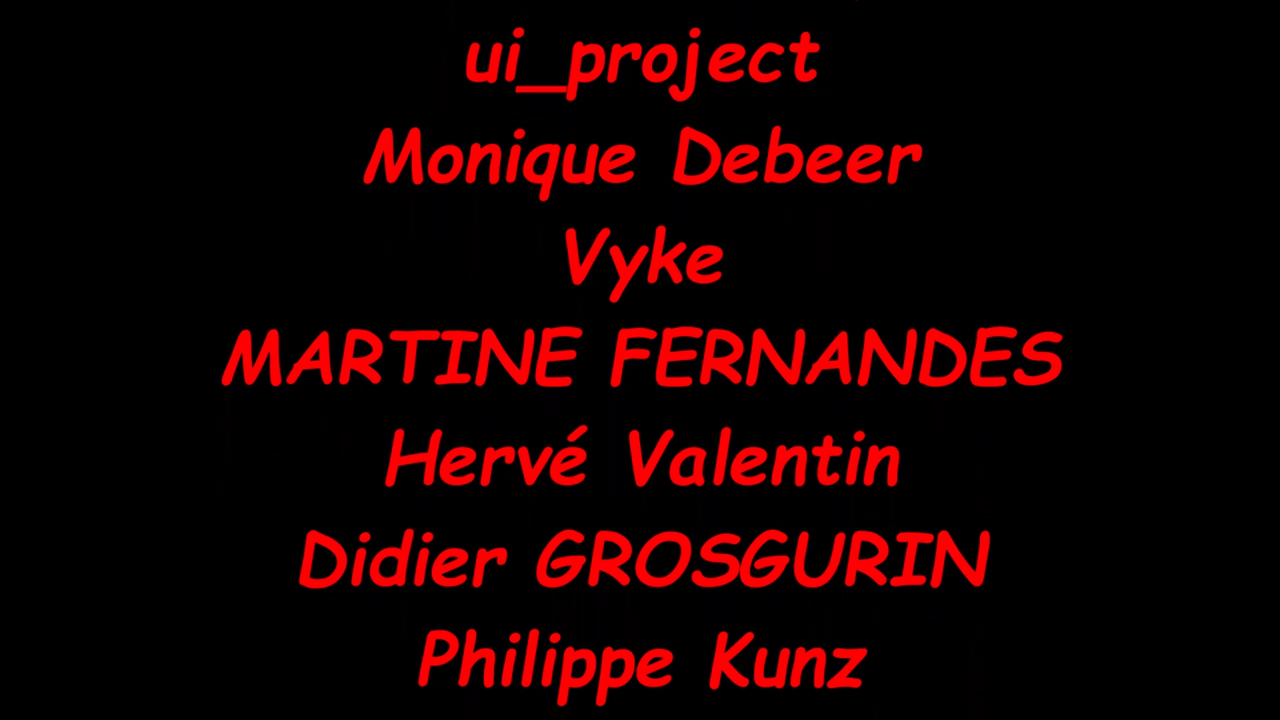 ui_project
Monique Debeer
Vyke
MARTINE FERNANDES
Hervé Valentin
Didier GROSGURIN
Philippe Kunz